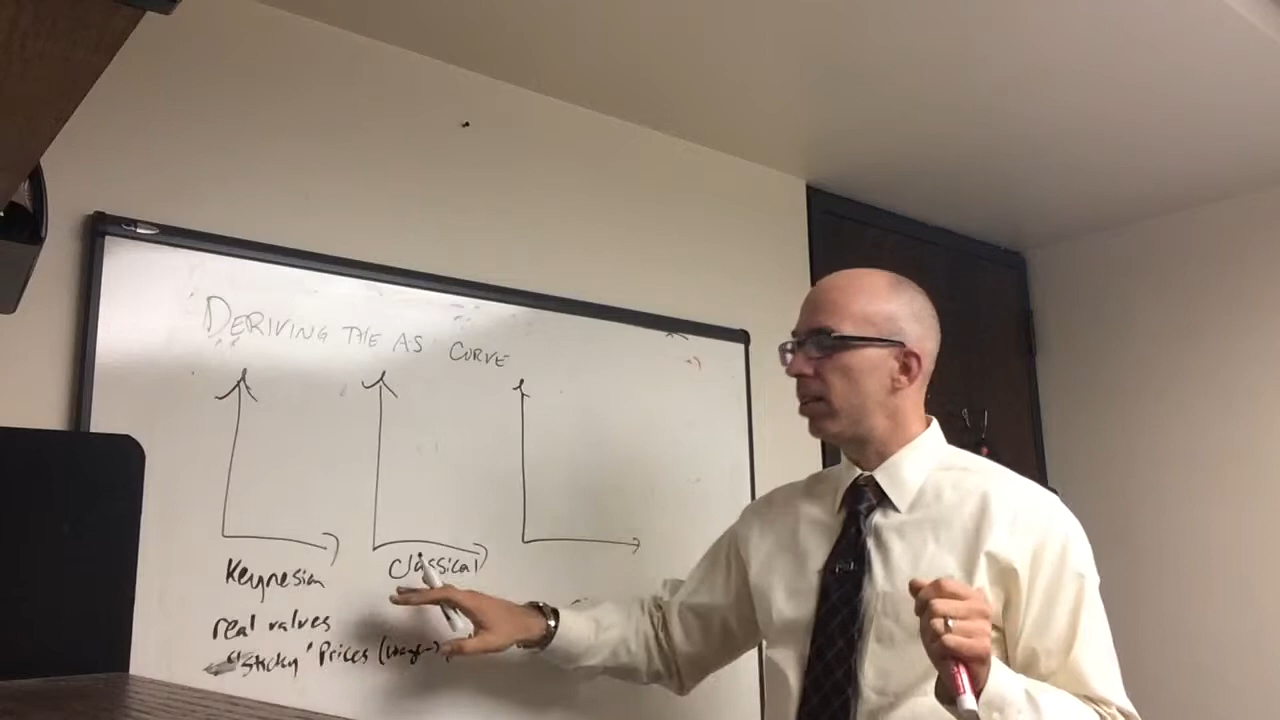 DERIVING THE AS CURVE
Keynesian
Classical
real values
"Sticky" Prices (wages)